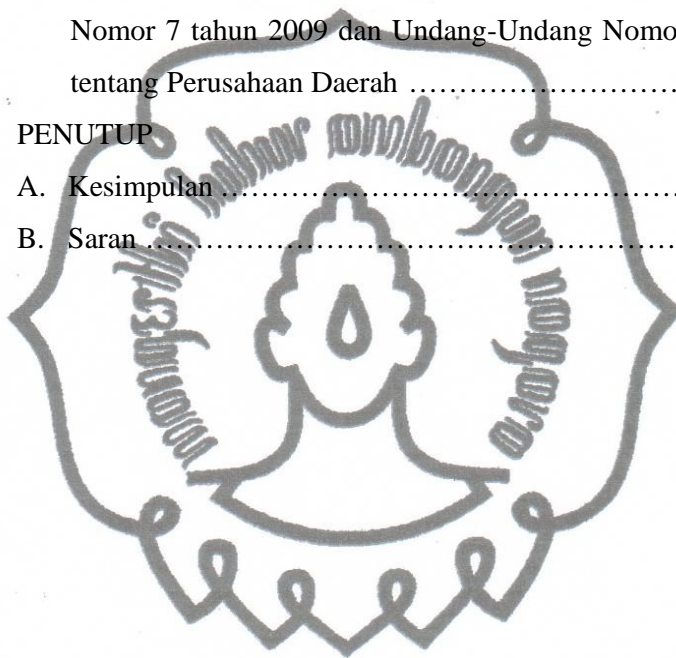 Nomor 7 tahun 2009 dan Undang-Undang Nomo
tentang Perusahaan Daerah ……………………….
PENUTUP
A. Kesimpulan …………………………………………………….
B. Saran …………………………………………………………….